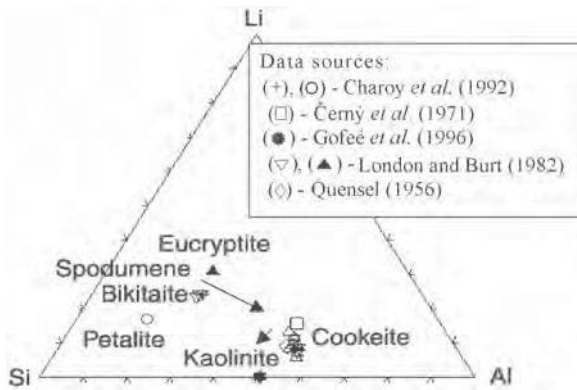 Li
Data sources:
(+), (○) - Charoy et al. (1992)
(□) - Černý et al. (1971)
(✹) - Gofeé et al. (1996)
(▽), (▲) - London and Burt (1982)
(◇) - Quensel (1956)
Eucryptite
Spodumene
Bikitaite
Petalite
Cookeite
Kaolinite
Si
Al